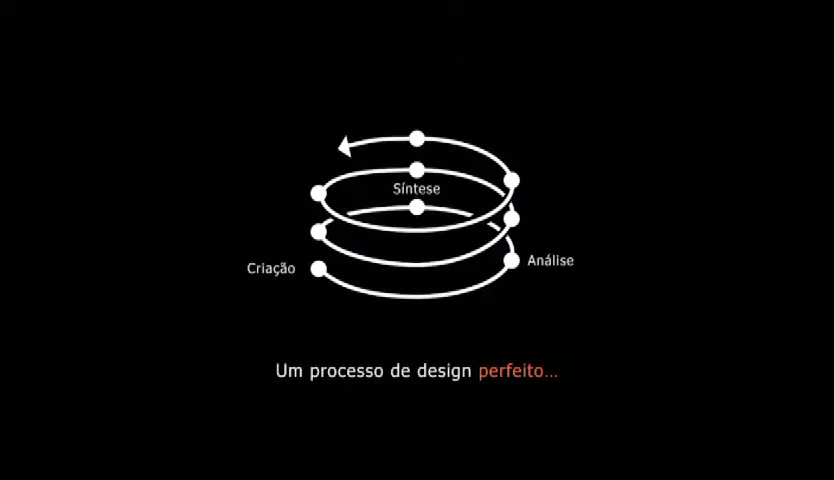 Síntese
Criação
Análise
Um processo de design perfeito...